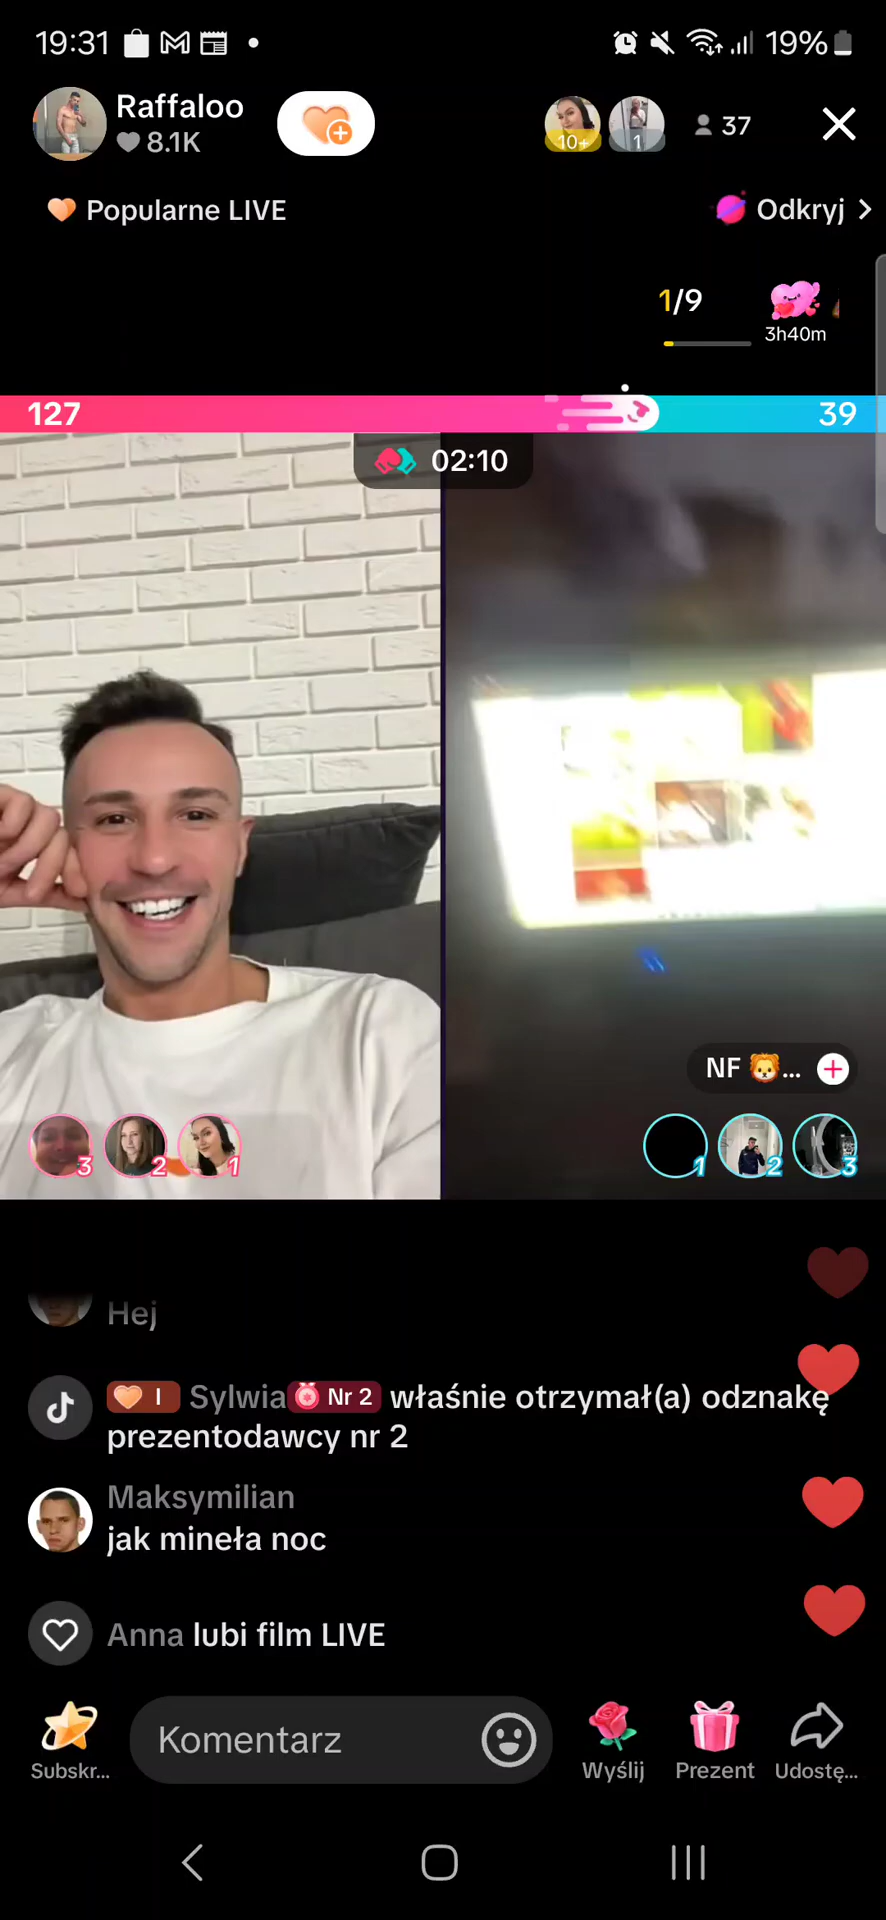 19:31
19%
Raffaloo
8.1K
10+
1
37
Popularne LIVE
Odkryj
1/9
3h40m
127
39
02:10
NF 🦁...
3
2
1
1
2
3
Hej
I Sylwia Nr 2 właśnie otrzymał(a) odznakę
prezentodawcy nr 2
Maksymilian
jak mineła noc
Anna lubi film LIVE
Subskr...
Komentarz
Wyślij
Prezent
Udostę...